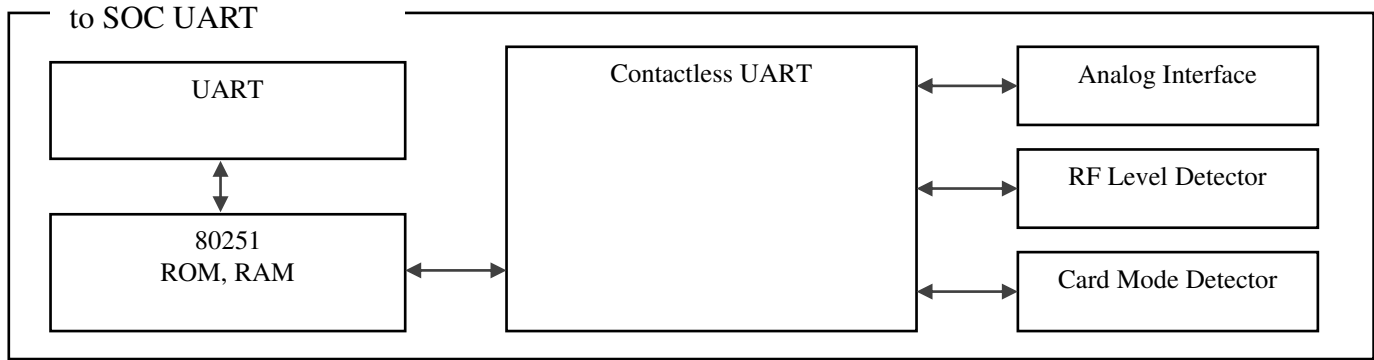 to SOC UART
UART
80251
ROM, RAM
Contactless UART
Analog Interface
RF Level Detector
Card Mode Detector